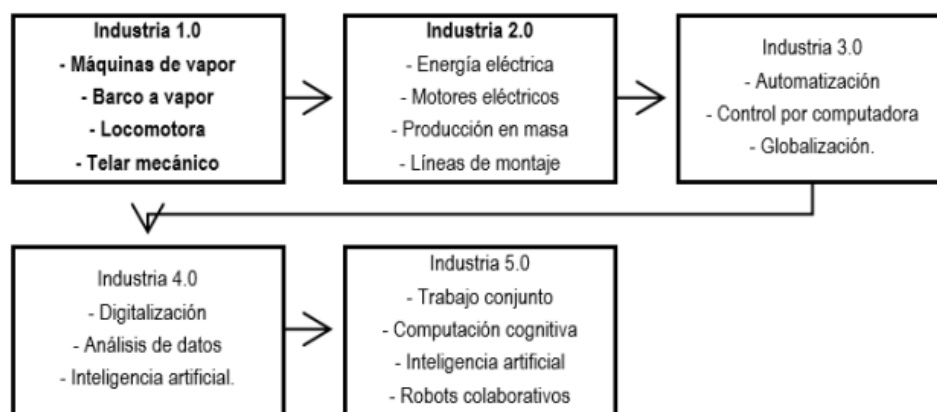 Industria 1.0
- Máquinas de vapor
- Barco a vapor
- Locomotora
- Telar mecánico
Industria 2.0
- Energía eléctrica
- Motores eléctricos
- Producción en masa
- Líneas de montaje
Industria 3.0
- Automatización
- Control por computadora
- Globalización.
Industria 4.0
- Digitalización
- Análisis de datos
- Inteligencia artificial.
Industria 5.0
- Trabajo conjunto
- Computación cognitiva
- Inteligencia artificial
- Robots colaborativos